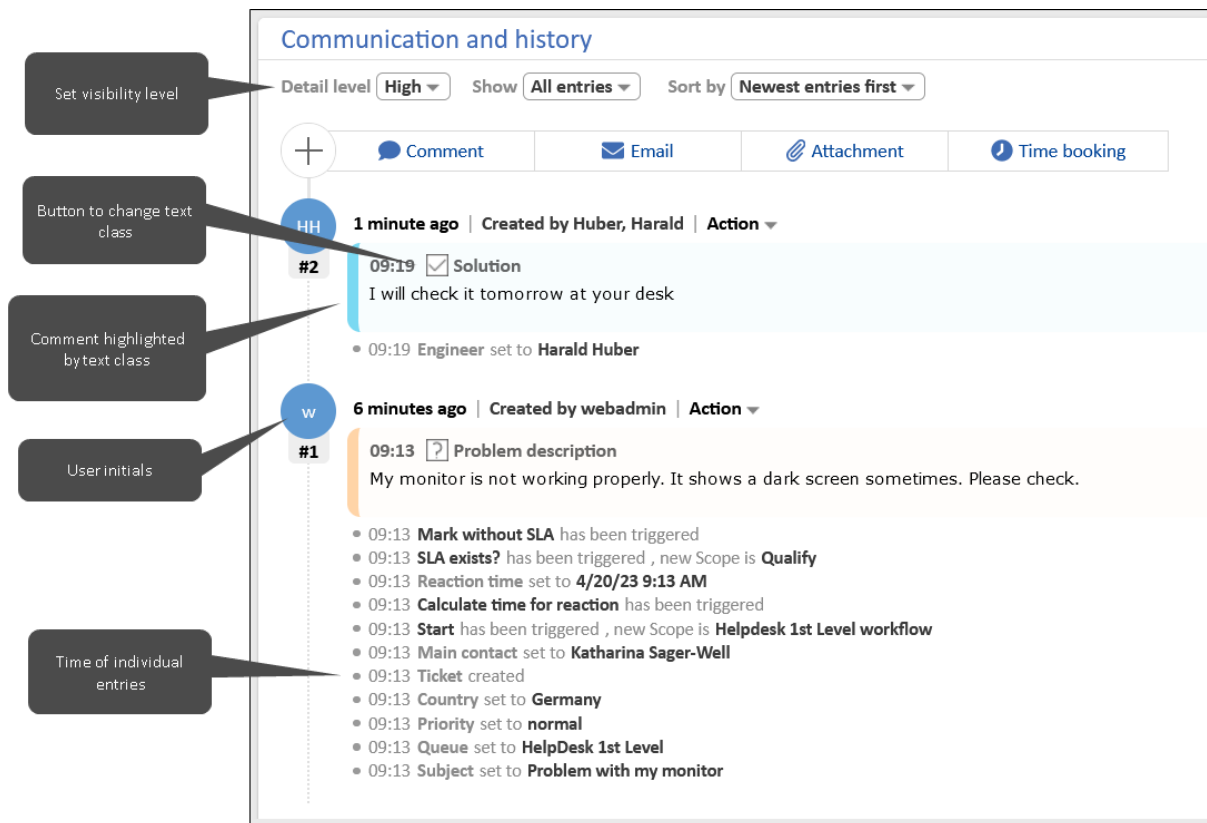 Communication and history
Set visibility level
Detail level High Show All entries Sort by Newest entries first
Comment Email Attachment Time booking
Button to change text
class
HH
1 minute ago | Created by Huber, Harald | Action
#2
09:19 Solution
I will check it tomorrow at your desk
Comment highlighted
by text class
09:19 Engineer set to Harald Huber
w
6 minutes ago | Created by webadmin | Action
#1
User initials
09:13 ? Problem description
My monitor is not working properly. It shows a dark screen sometimes. Please check.
09:13 Mark without SLA has been triggered
09:13 SLA exists? has been triggered , new Scope is Qualify
09:13 Reaction time set to 4/20/23 9:13 AM
09:13 Calculate time for reaction has been triggered
09:13 Start has been triggered , new Scope is Helpdesk 1st Level workflow
09:13 Main contact set to Katharina Sager-Well
Time of individual
entries
09:13 Ticket created
09:13 Country set to Germany
09:13 Priority set to normal
09:13 Queue set to HelpDesk 1st Level
09:13 Subject set to Problem with my monitor